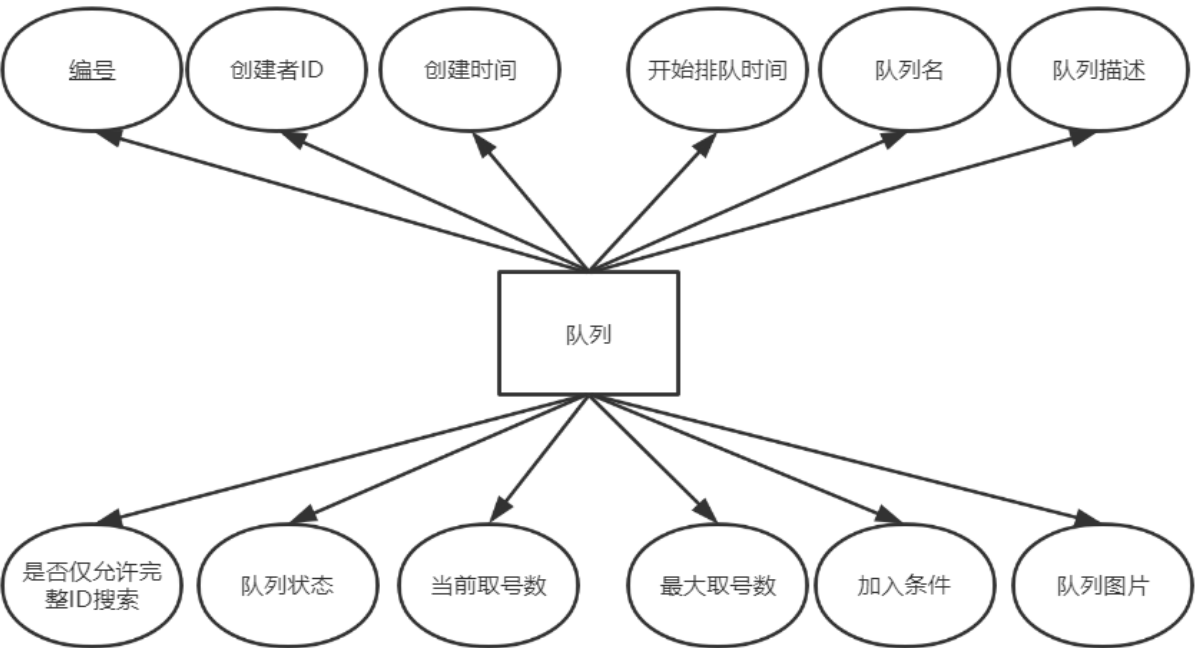 编号
创建者ID
创建时间
开始排队时间
队列名
队列描述
队列
是否仅允许完
整ID搜索
队列状态
当前取号数
最大取号数
加入条件
队列图片